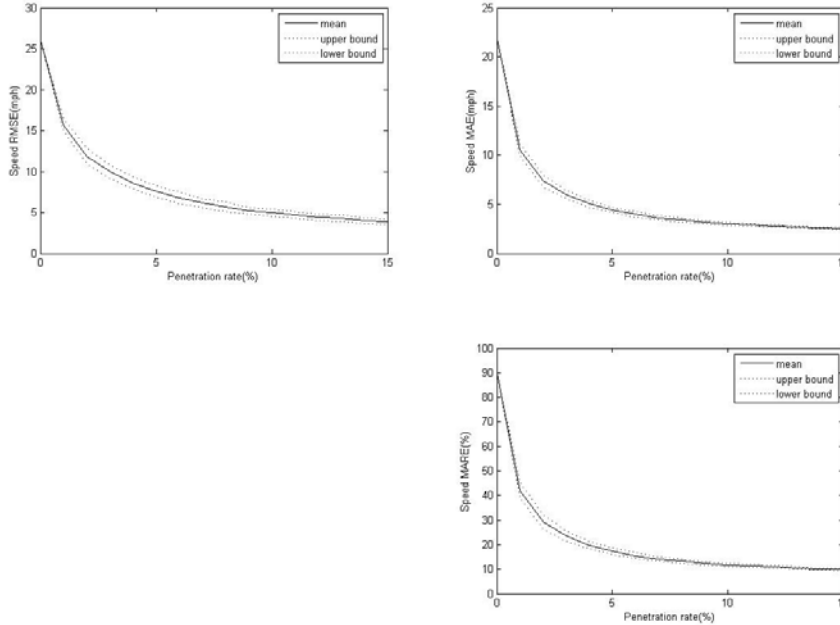 30
25
20
15
10
5
0
Speed RMSE(mph)
mean
upper bound
lower bound
0 5 10 15
Penetration rate(%)
25
20
15
10
5
0
Speed MAE(mph)
mean
upper bound
lower bound
0 5 10
Penetration rate(%)
100
90
80
70
60
50
40
30
20
10
0
Speed MARE(%)
mean
upper bound
lower bound
0 5 10
Penetration rate(%)